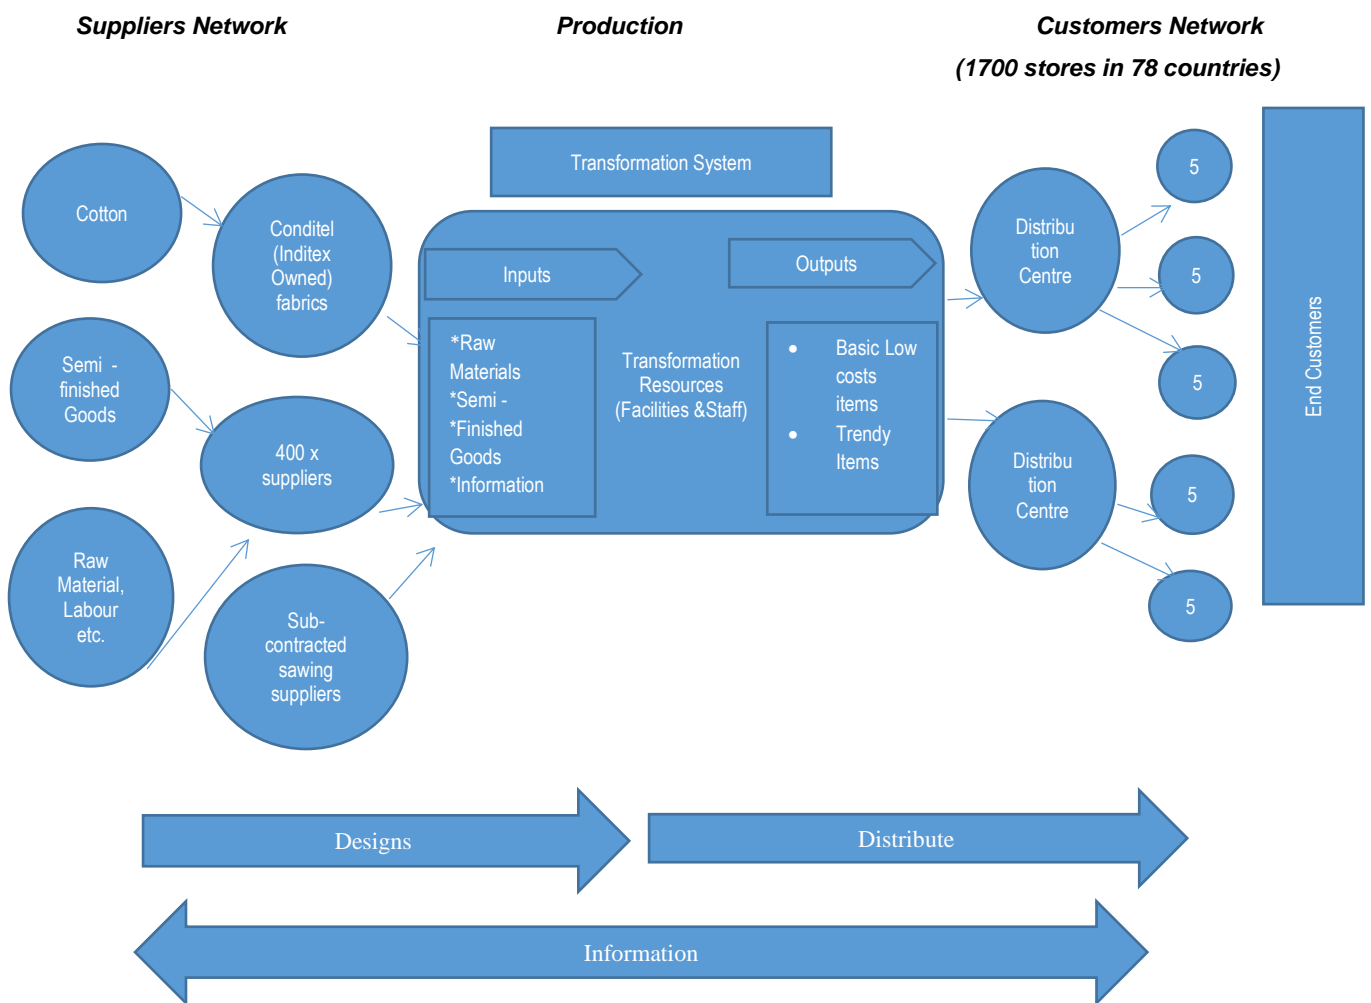 Suppliers Network
Production
Customers Network
(1700 stores in 78 countries)
Cotton
Semi -
finished
Goods
Raw
Material,
Labour
etc.
Conditel
(Inditex
Owned)
fabrics
400 x
suppliers
Sub-
contracted
sawing
suppliers
Transformation System
Inputs
*Raw
Materials
*Semi -
*Finished
Goods
*Information
Transformation
Resources
(Facilities &Staff)
Outputs
• Basic Low
costs
items
• Trendy
Items
Distribu
tion
Centre
Distribu
tion
Centre
5
5
5
5
5
End Customers
Designs
Distribute
Information